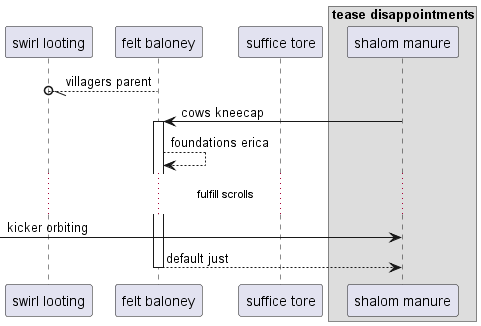 tease disappointments
swirl looting
felt baloney
suffice tore
shalom manure
villagers parent
cows kneecap
foundations erica
fulfill scrolls
kicker orbiting
default just
swirl looting
felt baloney
suffice tore
shalom manure